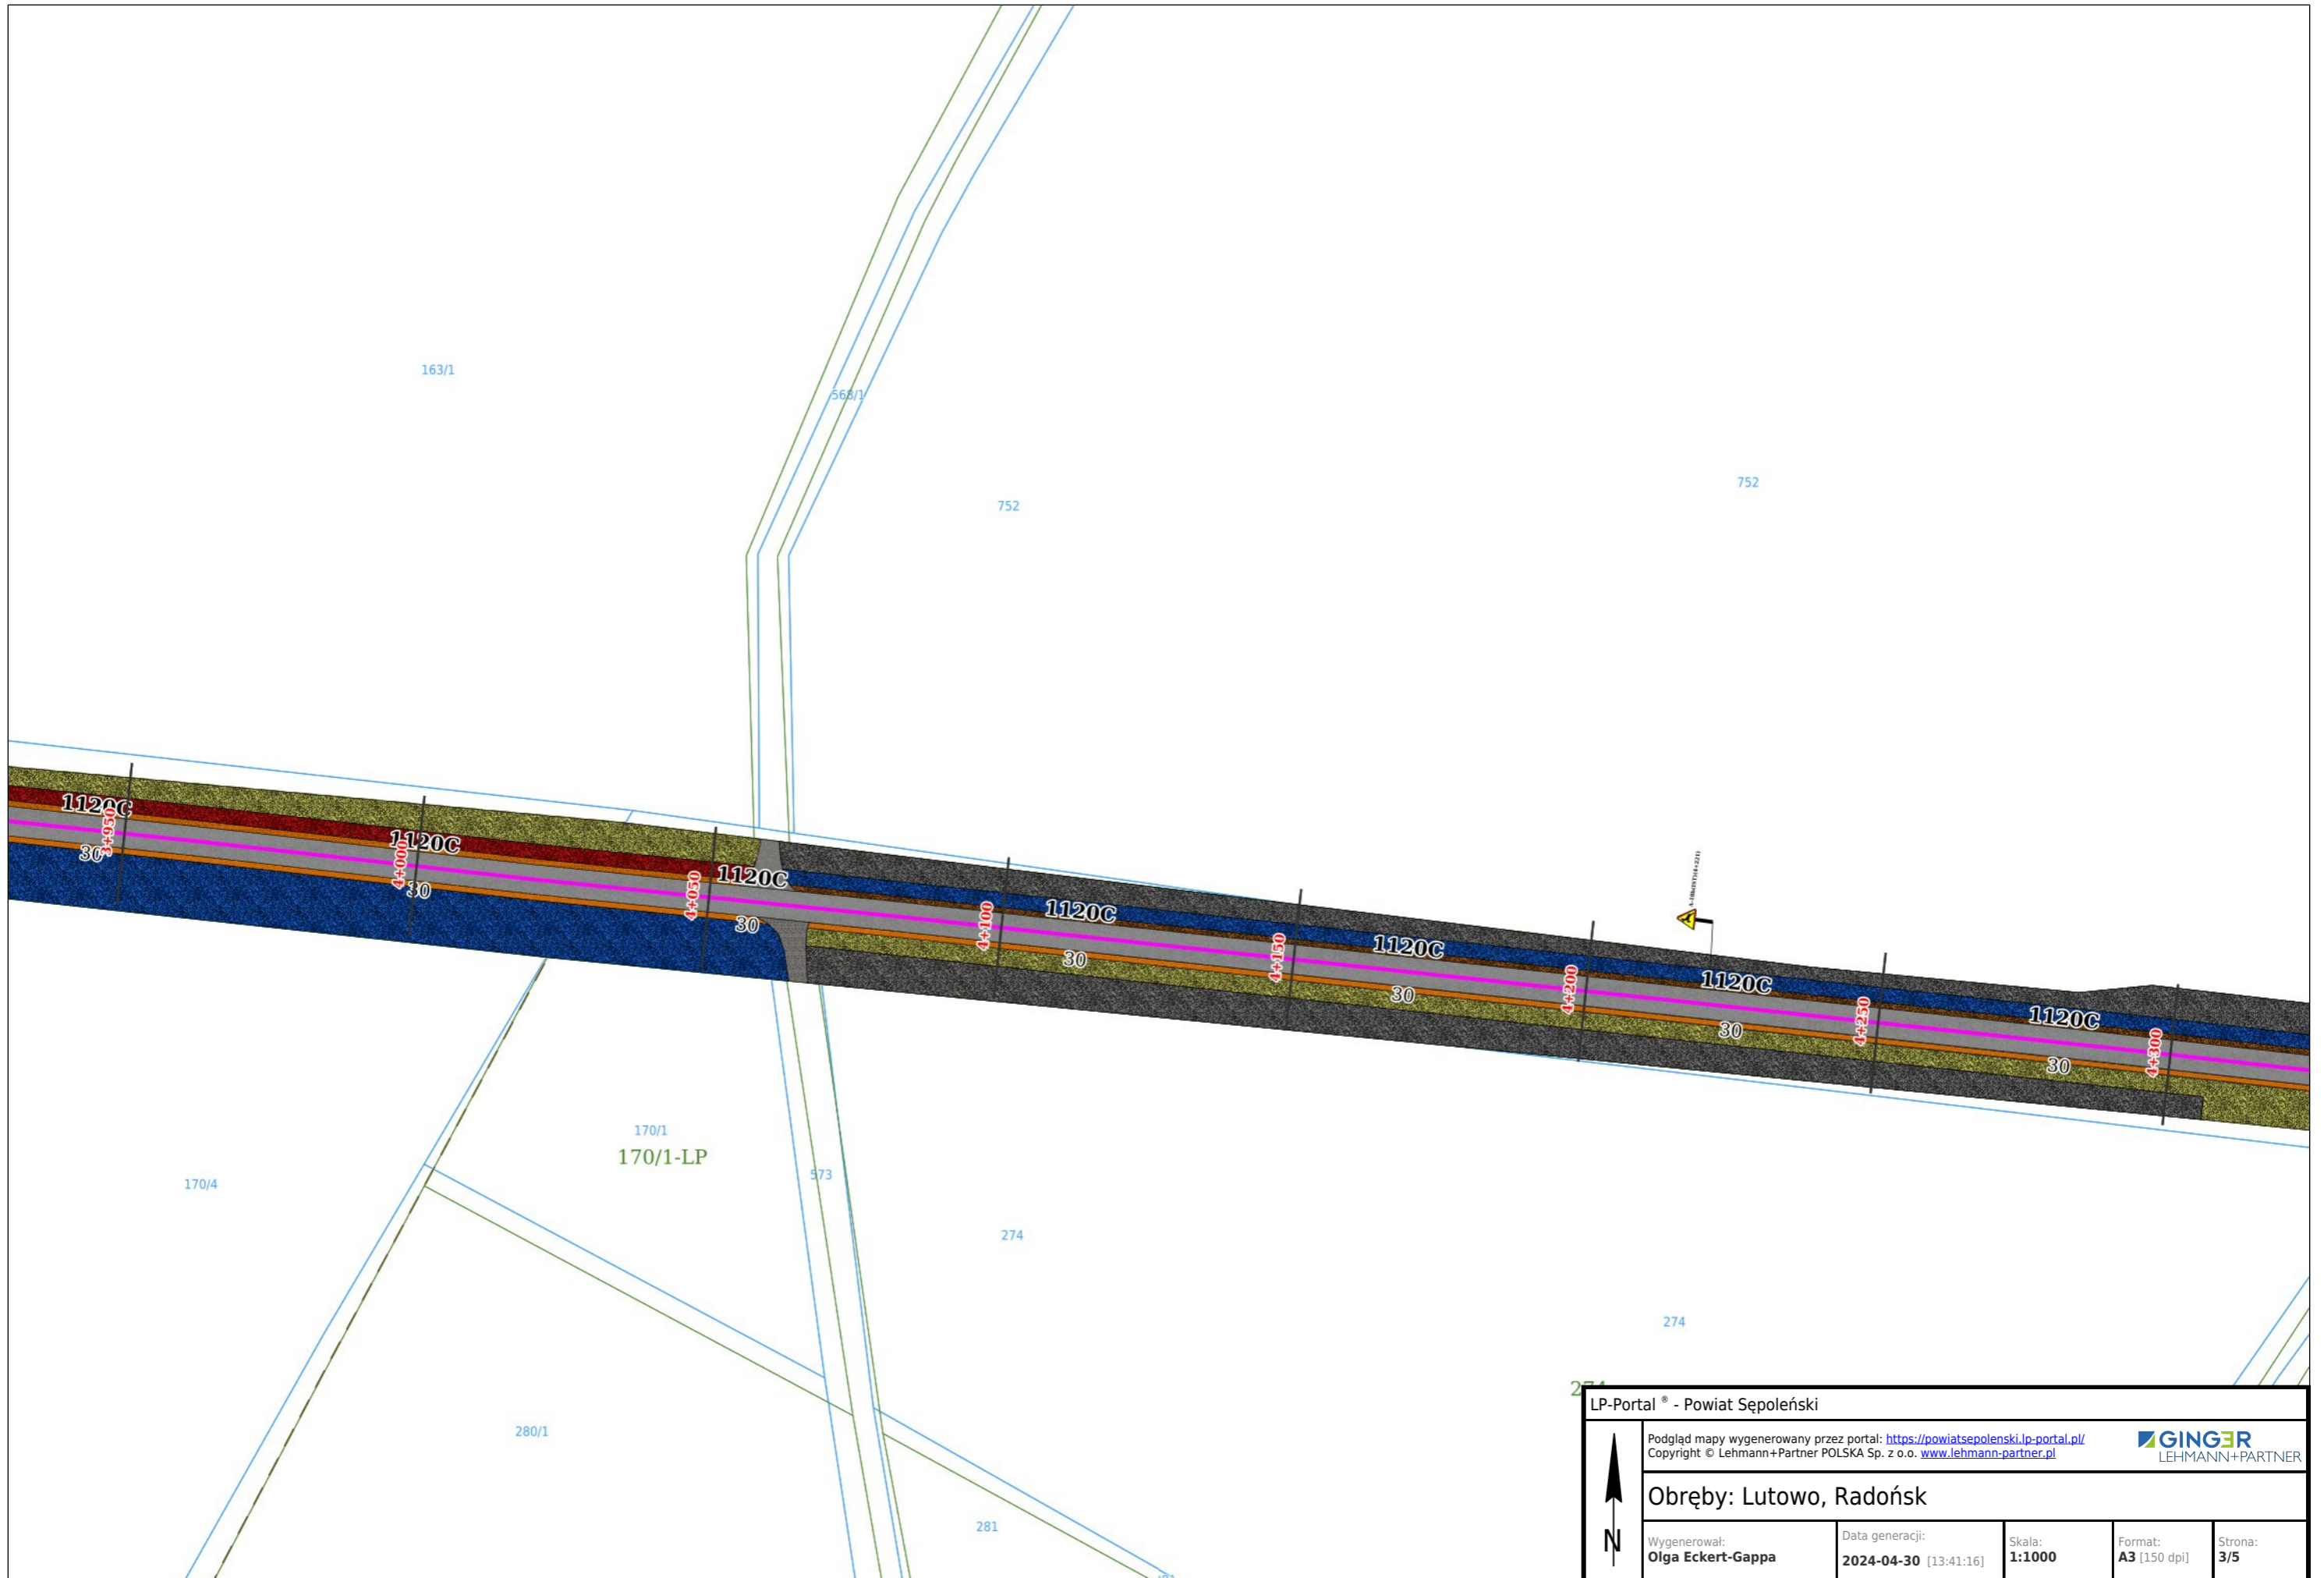 163/1
568/1
752
752
1120C
3+950
30
1120C
4+000
30
1120C
4+050
30
1120C
4+100
30
1120C
4+150
30
1120C
4+200
30
1120C
4+250
30
4+300
170/1
170/1-LP
170/4
573
274
274
280/1
281
LP-Portal ® - Powiat Sępoleński
Podgląd mapy wygenerowany przez portal: https://powiatsepolenski.lp-portal.pl/
Copyright © Lehmann+Partner POLSKA Sp. z o.o. www.lehmann-partner.pl
GINGER
LEHMANN+PARTNER
Obręby: Lutowo, Radońsk
N
Wygenerował:
Olga Eckert-Gappa
Data generacji:
2024-04-30 [13:41:16]
Skala:
1:1000
Format:
A3 [150 dpi]
Strona:
3/5